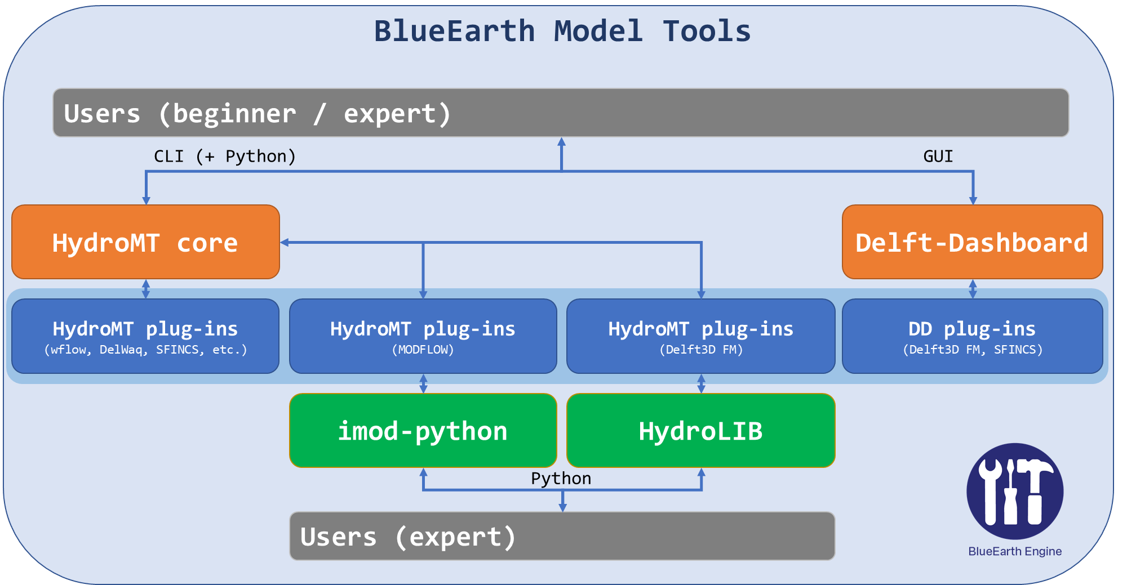 BlueEarth Model Tools
Users (beginner / expert)
CLI (+ Python)
GUI
HydroMT core
Delft-Dashboard
HydroMT plug-ins
(wflow, DelWaq, SFINCS, etc.)
HydroMT plug-ins
(MODFLOW)
HydroMT plug-ins
(Delft3D FM)
DD plug-ins
(Delft3D FM, SFINCS)
imod-python
HydroLIB
Python
Users (expert)
BlueEarth Engine